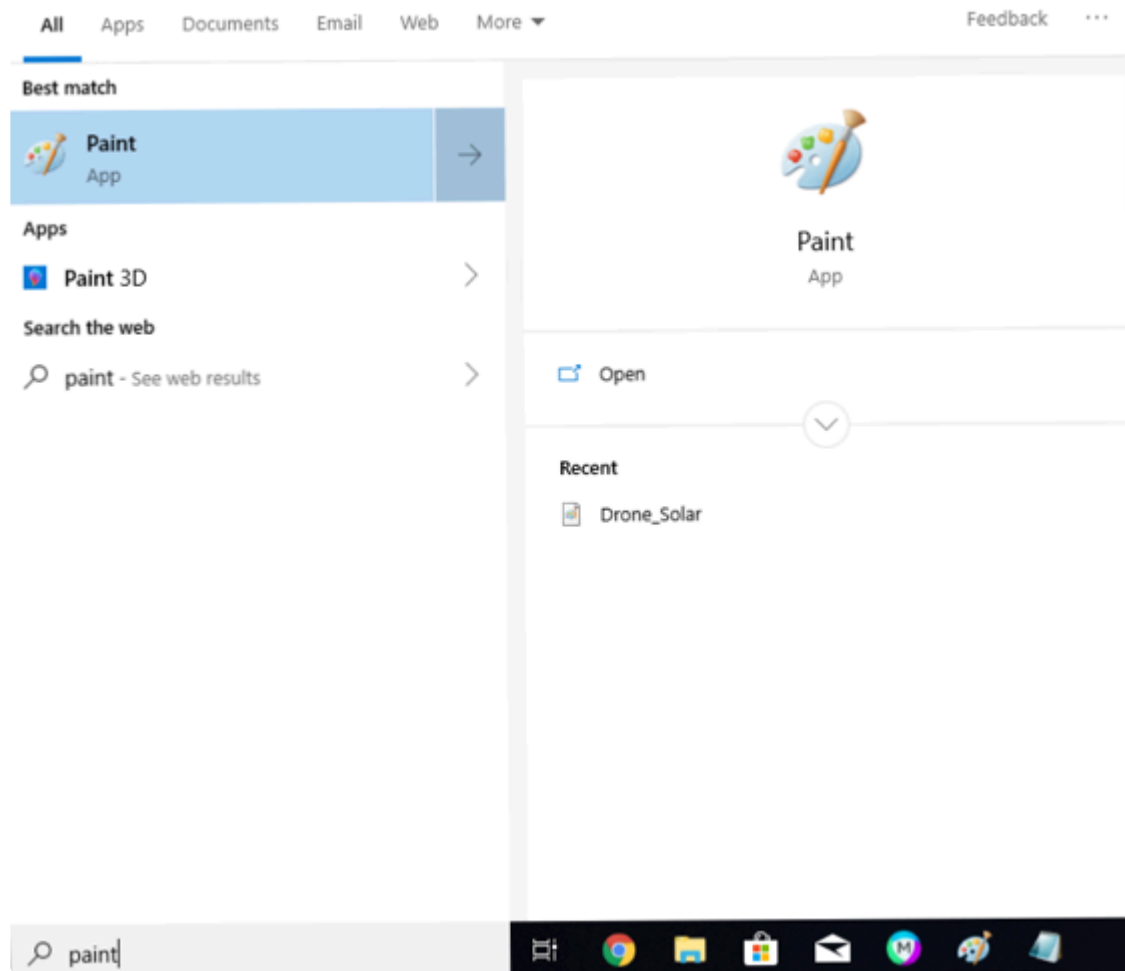 All Apps Documents Email Web More Feedback ...
Best match
Paint
App
Apps
Paint 3D
Search the web
paint - See web results
Paint
App
Open
Recent
Drone_Solar
paint
M